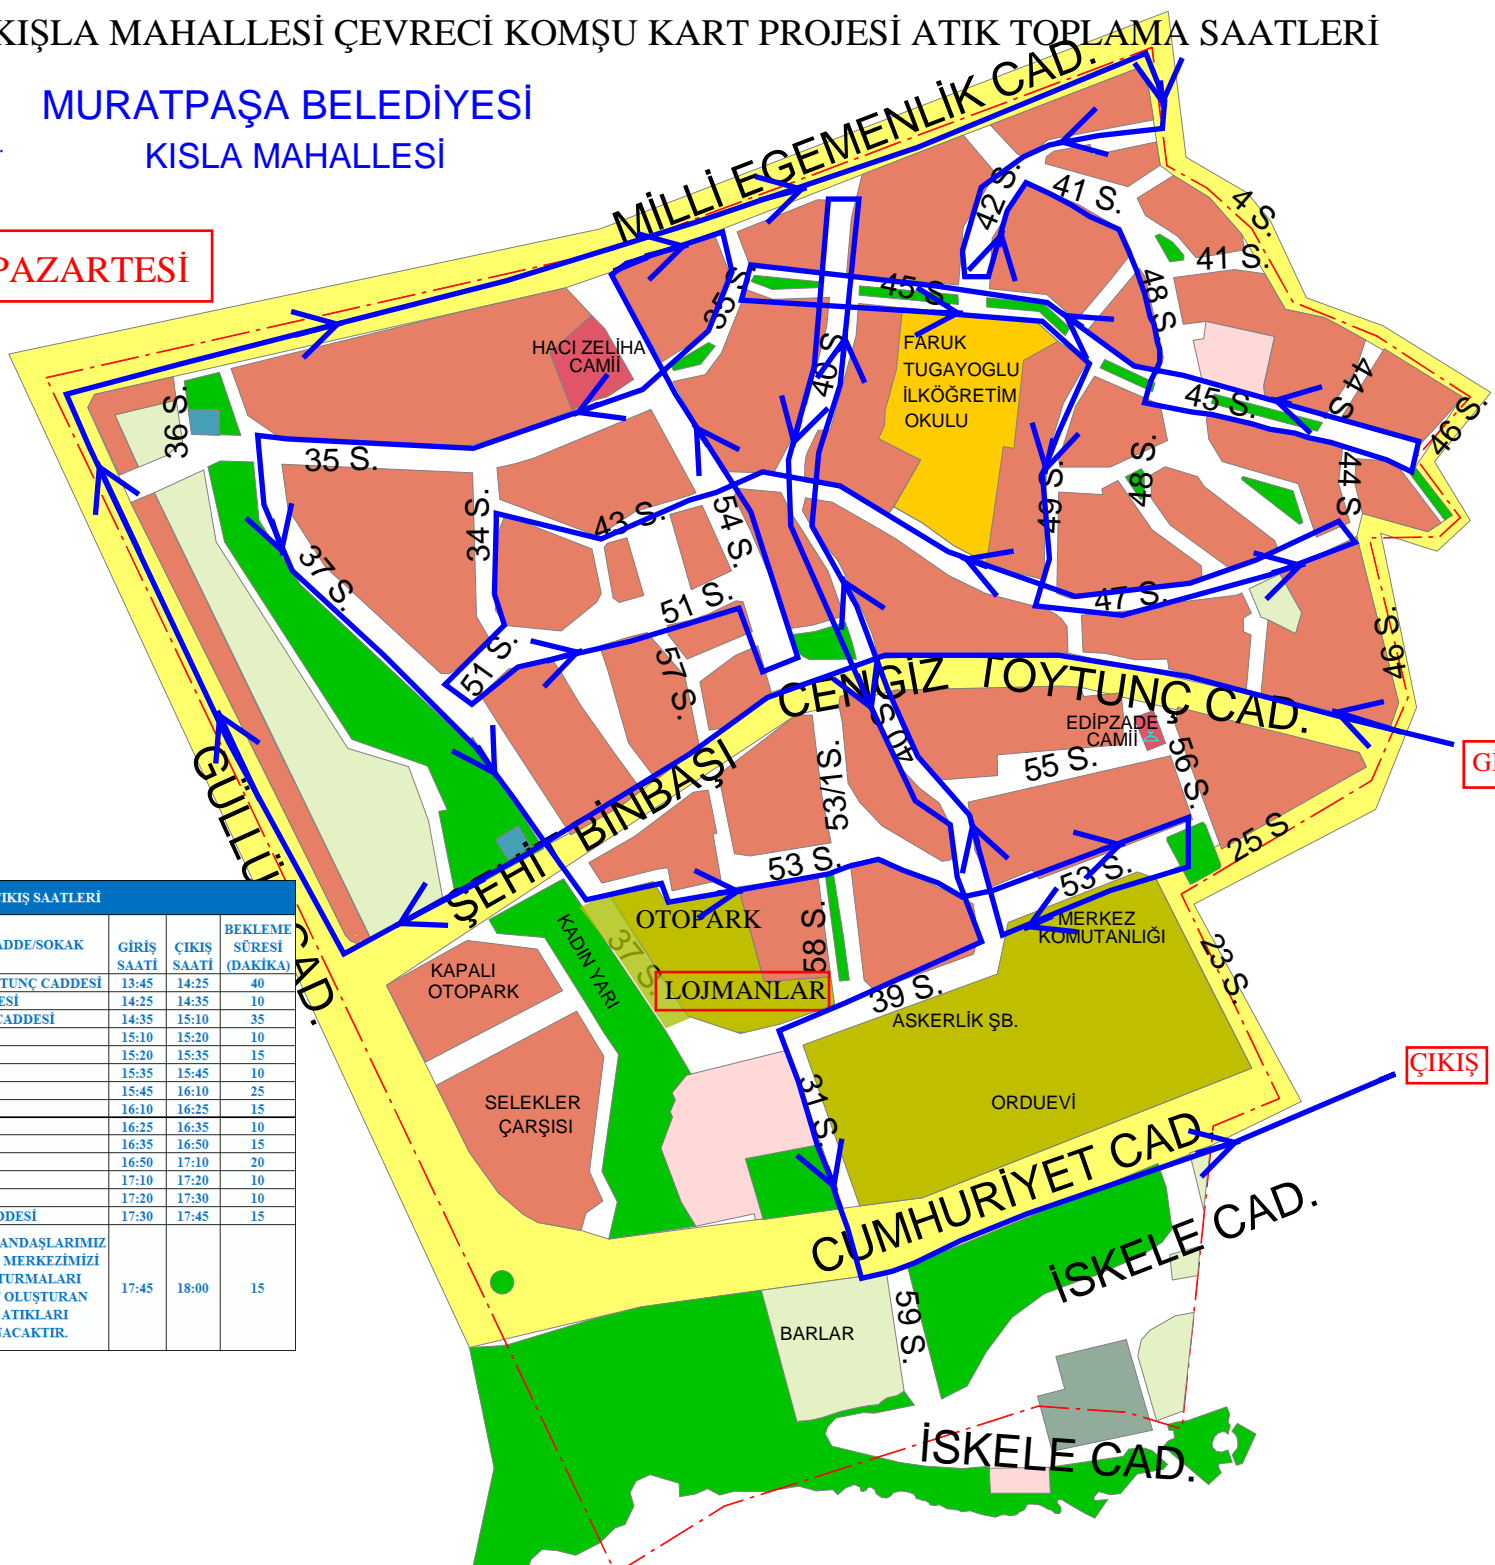 KIŞLA MAHALLESİ ÇEVRECİ KOMŞU KART PROJESİ ATIK TOPLAMA SAATLERİ
MURATPAŞA BELEDİYESİ
KISLA MAHALLESİ
PAZARTESİ
MİLLİ EGEMENLİK CAD.
42 S.
41 S.
4 S.
41 S.
48 S.
35 S.
45 S.
40 S.
HACI ZELİHA
CAMİİ
FARUK
TUGAYOGLU
İLKÖĞRETİM
OKULU
44 S.
45 S.
46 S.
36 S.
35 S.
34 S.
43 S.
54 S.
49 S.
48 S.
44 S.
37 S.
51 S.
47 S.
51 S.
57 S.
46 S.
CENGİZ TOYTUNÇ CAD.
40 S.
EDİPZADE
CAMİİ
55 S.
56 S.
53/1S.
GÜLLÜK CAD.
ŞEHİT BİNBAŞI
25 S.
53 S.
53 S.
OTOPARK
58 S.
MERKEZ
KOMUTANLIĞI
23 S.
KADIN YARI
37 S.
KAPALI
OTOPARK
LOJMANLAR
39 S.
ASKERLİK ŞB.
ÇIKIŞ
31 S.
ORDUEVİ
SELEKLER
ÇARŞISI
CUMHURİYET CAD.
İSKELE CAD.
59 S.
BARLAR
İSKELE CAD.
ÇIKIŞ SAATLERİ
CADDE/SOKAK GİRİŞ SAATİ ÇIKIŞ SAATİ BEKLEME SÜRESİ (DAKİKA)
TUNÇ CADDESİ 13:45 14:25 40
ESİ 14:25 14:35 10
CADDESİ 14:35 15:10 35
15:10 15:20 10
15:20 15:35 15
15:35 15:45 10
15:45 16:10 25
16:10 16:25 15
16:25 16:35 10
16:35 16:50 15
16:50 17:10 20
17:10 17:20 10
17:20 17:30 10
DDESİ 17:30 17:45 15
ANDAŞLARIMIZ
MERKEZİMİZİ
TURMALARI
OLUŞTURAN 17:45 18:00 15
ATIKLARI
ACAKTIR.